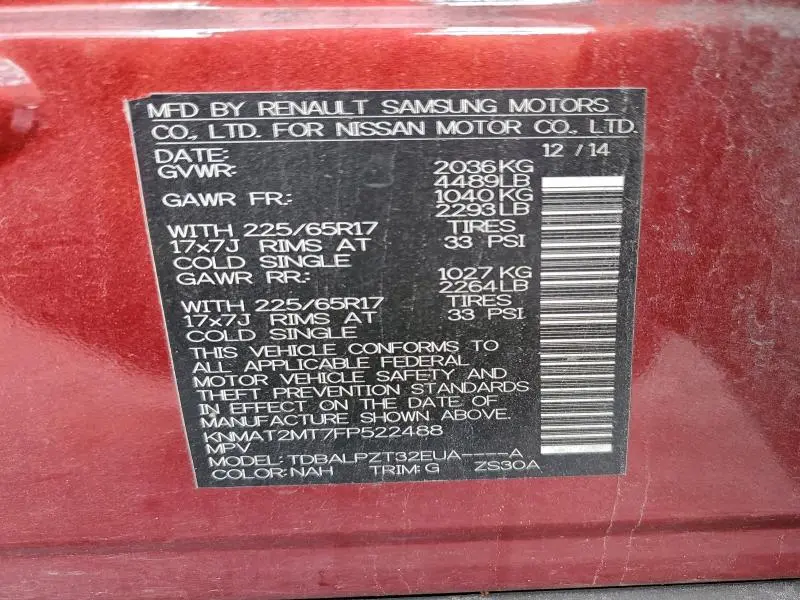 MFD BY RENAULT SAMSUNG MOTORS
CO., LTD. FOR NISSAN MOTOR CO., LTD.
DATE: 12 / 14
GVWR: 2036KG
4489LB
GAWR FR: 1040 KG
2293LB
WITH 225/65R17 TIRES
17x7J RIMS AT 33 PSI
COLD SINGLE
GAWR RR: 1027 KG
2264LB
WITH 225/65R17 TIRES
17x7J RIMS AT 33 PSI
COLD SINGLE
THIS VEHICLE CONFORMS TO
ALL APPLICABLE FEDERAL
MOTOR VEHICLE SAFETY AND
THEFT PREVENTION STANDARDS
IN EFFECT ON THE DATE OF
MANUFACTURE SHOWN ABOVE.
KNMAT2MT7FP522488
MPV
MODEL: TDBALPZT32EUA----A
COLOR: NAH TRIM: G ZS30A